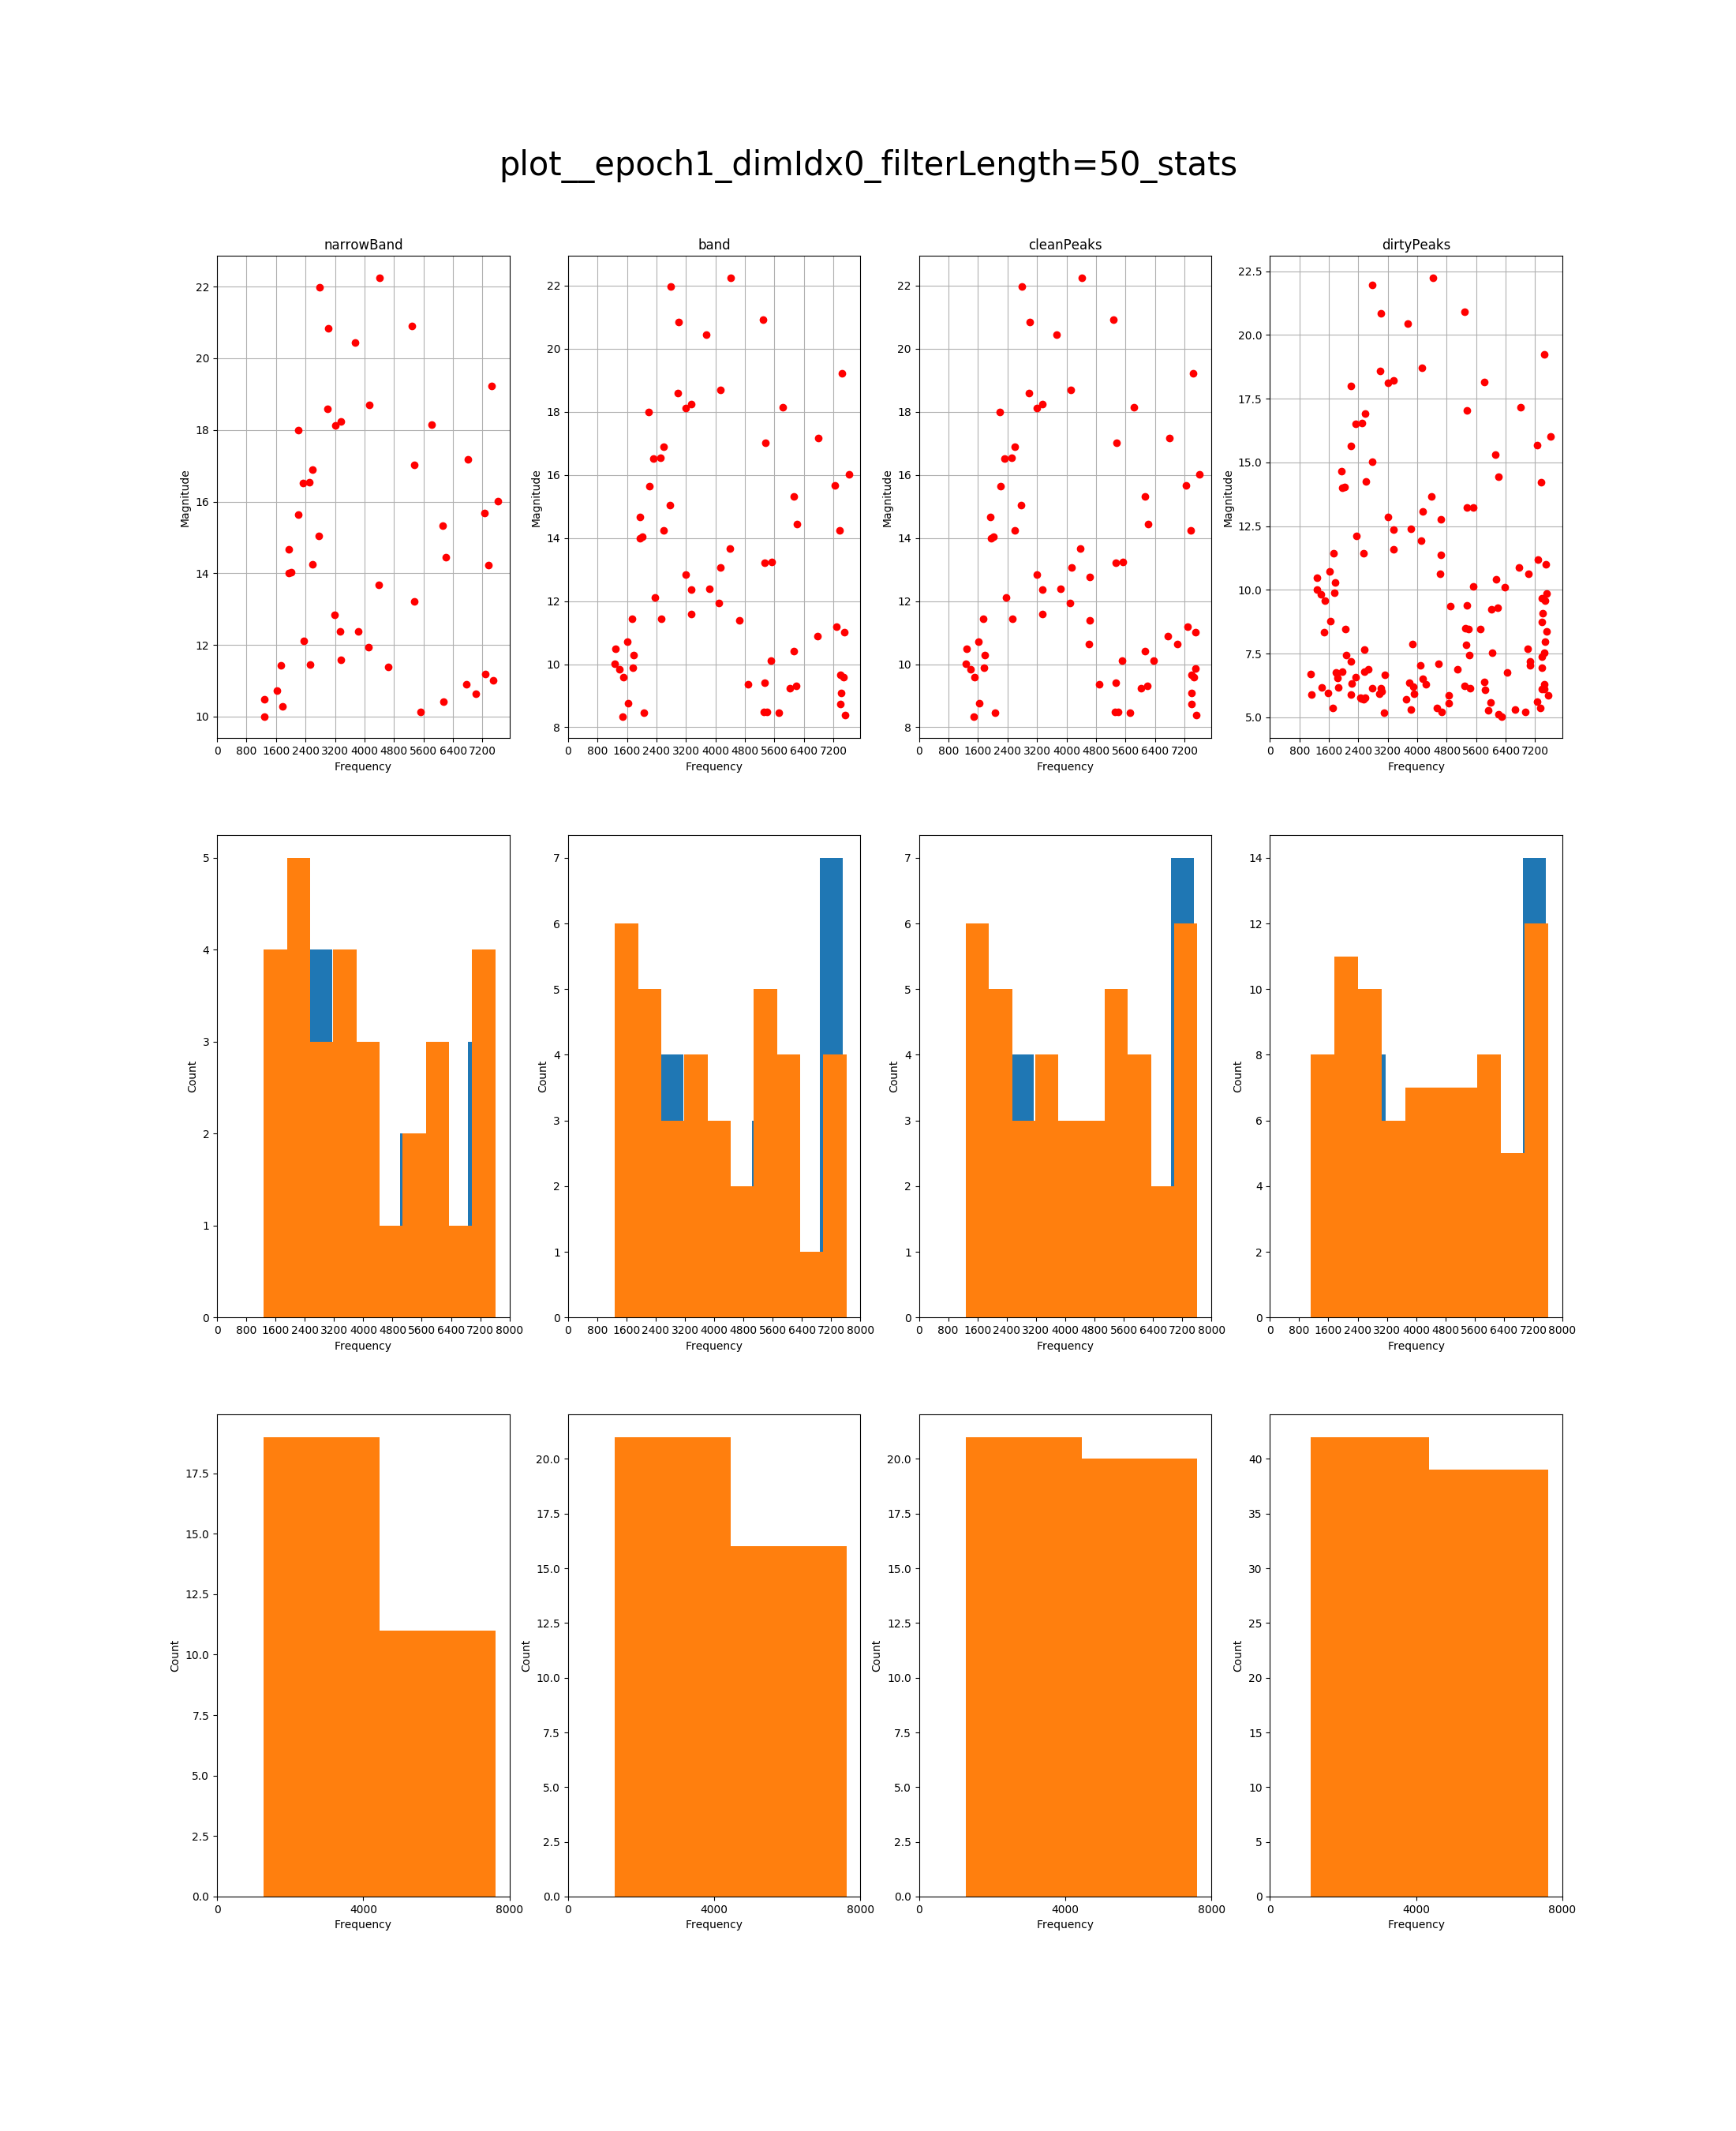 plot__epoch1_dimIdx0_filterLength=50_stats
narrowBand band cleanPeaks dirtyPeaks
22 22 22 22.5
20 20 20 20.0
18 18 18 17.5
16 16 16 15.0
14 14 14 12.5
12 12 12 10.0
10 10 10 7.5
8 8 5.0
Magnitude Magnitude Magnitude Magnitude
0 800 1600 2400 3200 4000 4800 5600 6400 7200 0 800 1600 2400 3200 4000 4800 5600 6400 7200 0 800 1600 2400 3200 4000 4800 5600 6400 7200 0 800 1600 2400 3200 4000 4800 5600 6400 7200
Frequency Frequency Frequency Frequency
5 7 7 14
4 6 6 12
3 5 5 10
2 4 4 8
1 3 3 6
0 2 2 4
1 1 2
0 0 0
Count Count Count Count
0 800 1600 2400 3200 4000 4800 5600 6400 7200 8000 0 800 1600 2400 3200 4000 4800 5600 6400 7200 8000 0 800 1600 2400 3200 4000 4800 5600 6400 7200 8000 0 800 1600 2400 3200 4000 4800 5600 6400 7200 8000
Frequency Frequency Frequency Frequency
17.5 20.0 20.0 40
15.0 17.5 17.5 35
12.5 15.0 15.0 30
10.0 12.5 12.5 25
7.5 10.0 10.0 20
5.0 7.5 7.5 15
2.5 5.0 5.0 10
0.0 2.5 2.5 5
0.0 0.0 0
Count Count Count Count
0 4000 8000 0 4000 8000 0 4000 8000 0 4000 8000
Frequency Frequency Frequency Frequency